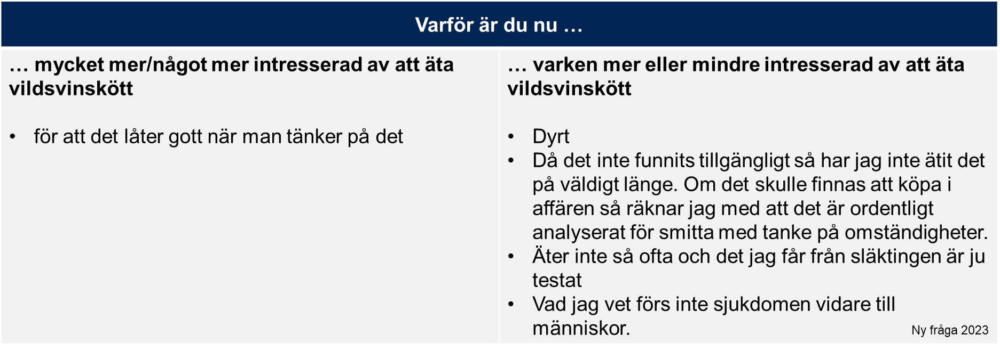 Varför är du nu …
… mycket mer/något mer intresserad av att äta
vildsvinskött
• för att det låter gott när man tänker på det
… varken mer eller mindre intresserad av att äta
vildsvinskött
• Dyrt
• Då det inte funnits tillgängligt så har jag inte ätit det
på väldigt länge. Om det skulle finnas att köpa i
affären så räknar jag med att det är ordentligt
analyserat för smitta med tanke på omständigheter.
• Äter inte så ofta och det jag får från släktingen är ju
testat
• Vad jag vet förs inte sjukdomen vidare till
människor.
Ny fråga 2023